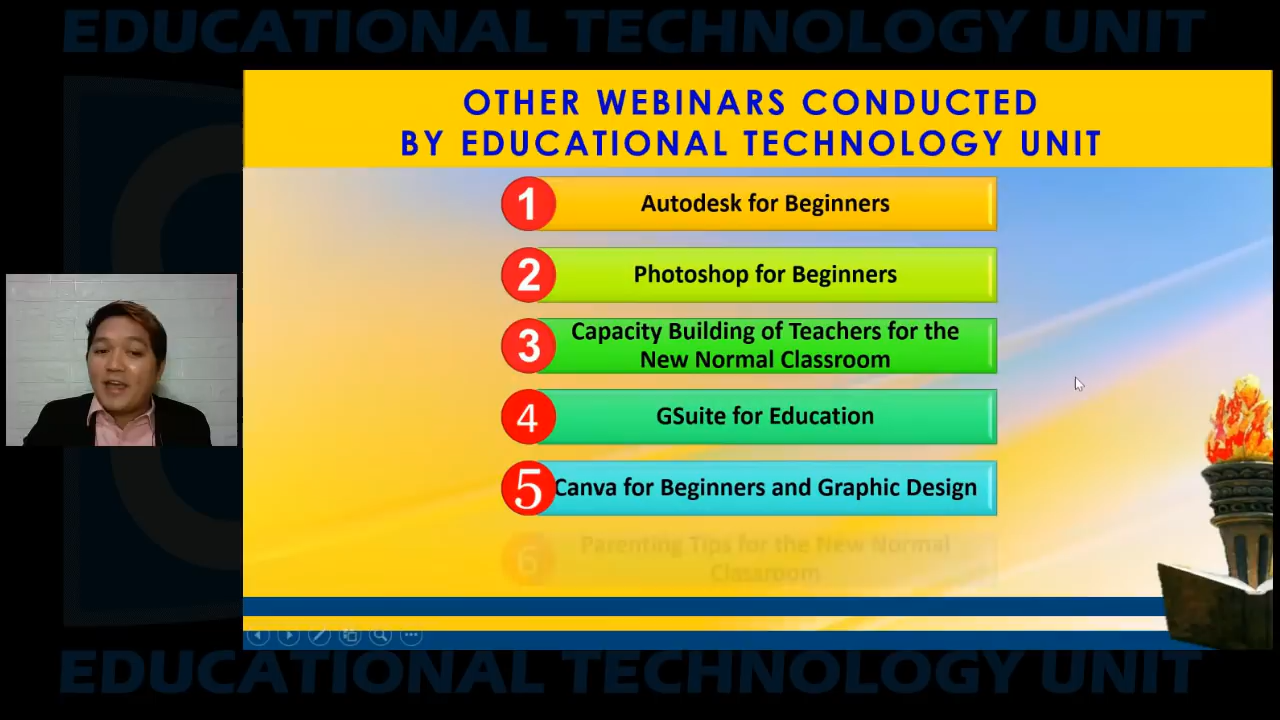 EDUCATIONAL TECHNOLOGY UNIT
OTHER WEBINARS CONDUCTED
BY EDUCATIONAL TECHNOLOGY UNIT
1 Autodesk for Beginners
2 Photoshop for Beginners
3 Capacity Building of Teachers for the
New Normal Classroom
4 GSuite for Education
5 Canva for Beginners and Graphic Design
6 Parenting Tips for the New Normal
Classroom
EDUCATIONAL TECHNOLOGY UNIT